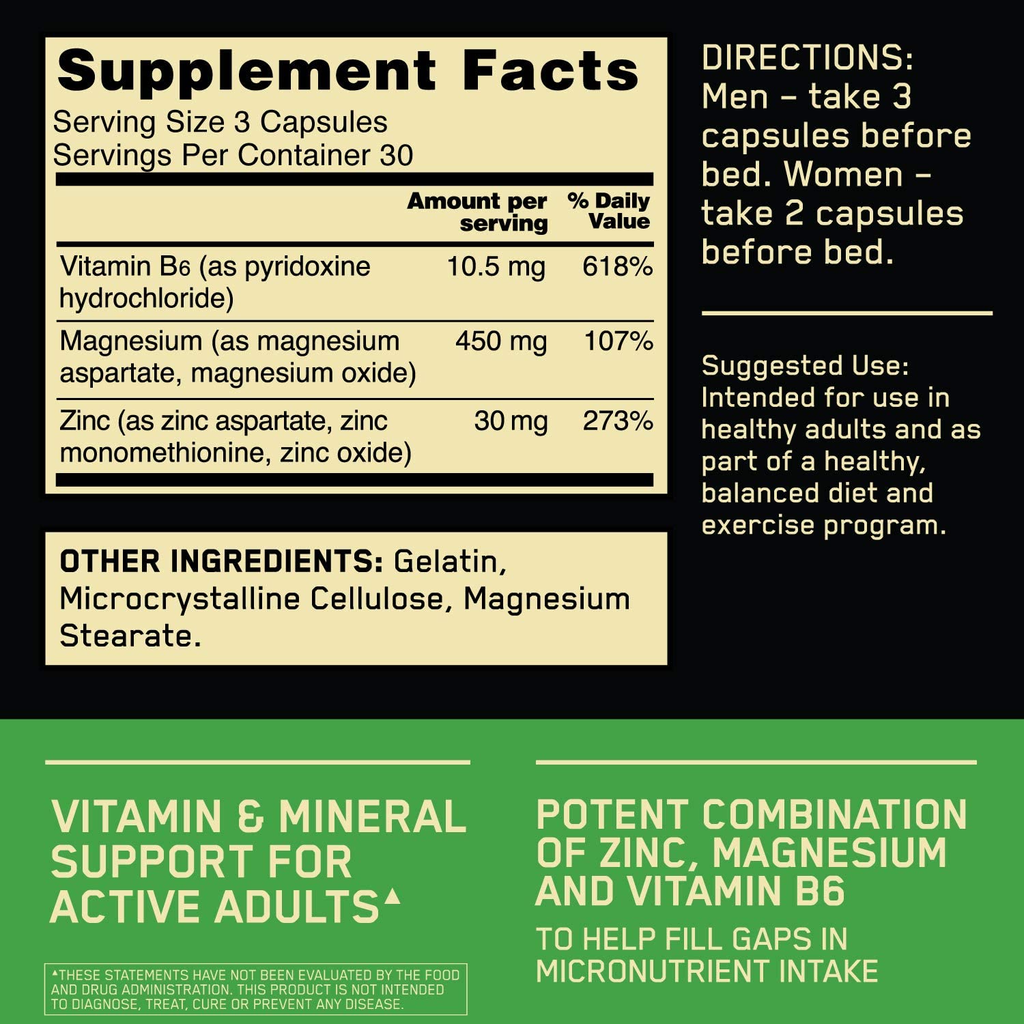 Supplement Facts
Serving Size 3 Capsules
Servings Per Container 30
Amount per % Daily
serving Value
Vitamin B6 (as pyridoxine 10.5 mg 618%
hydrochloride)
Magnesium (as magnesium 450 mg 107%
aspartate, magnesium oxide)
Zinc (as zinc aspartate, zinc 30 mg 273%
monomethionine, zinc oxide)
OTHER INGREDIENTS: Gelatin,
Microcrystalline Cellulose, Magnesium
Stearate.
DIRECTIONS:
Men – take 3
capsules before
bed. Women –
take 2 capsules
before bed.
Suggested Use:
Intended for use in
healthy adults and as
part of a healthy,
balanced diet and
exercise program.
VITAMIN & MINERAL
SUPPORT FOR
ACTIVE ADULTS▲
▲THESE STATEMENTS HAVE NOT BEEN EVALUATED BY THE FOOD
AND DRUG ADMINISTRATION. THIS PRODUCT IS NOT INTENDED
TO DIAGNOSE, TREAT, CURE OR PREVENT ANY DISEASE.
POTENT COMBINATION
OF ZINC, MAGNESIUM
AND VITAMIN B6
TO HELP FILL GAPS IN
MICRONUTRIENT INTAKE